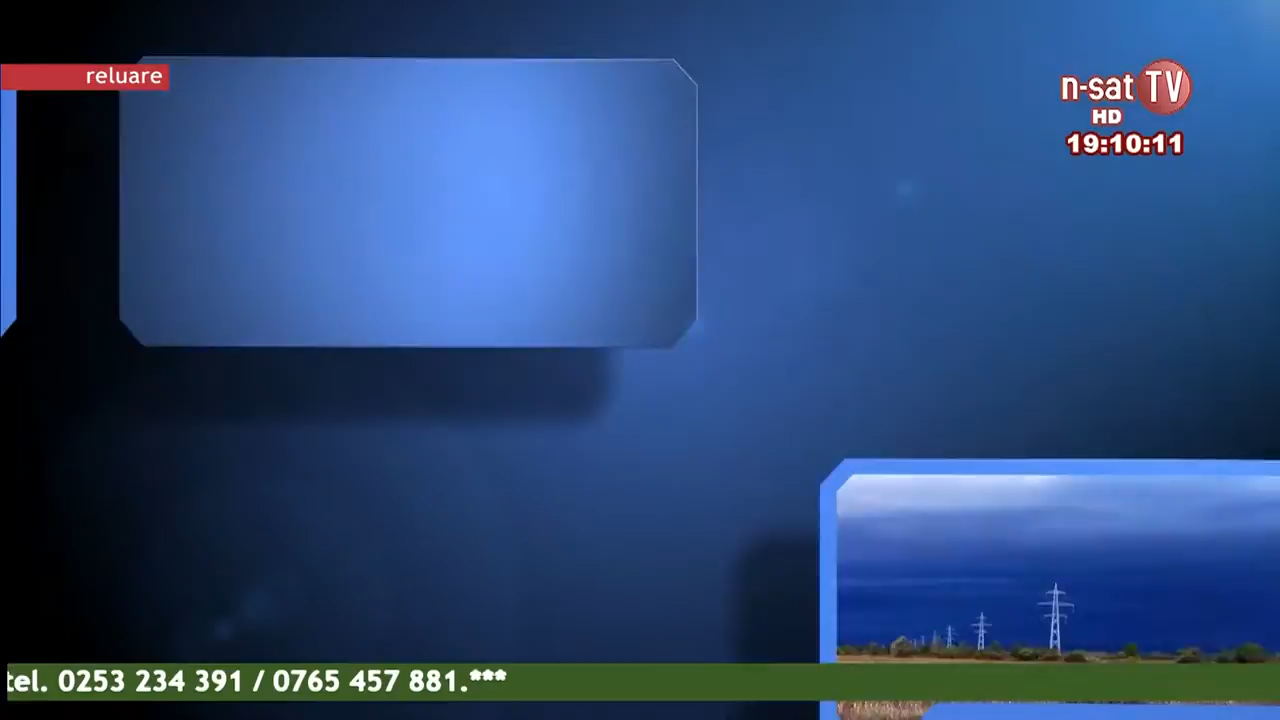 reluare
n-sat TV
HD
19:10:11
tel. 0253 234 391 / 0765 457 881.***